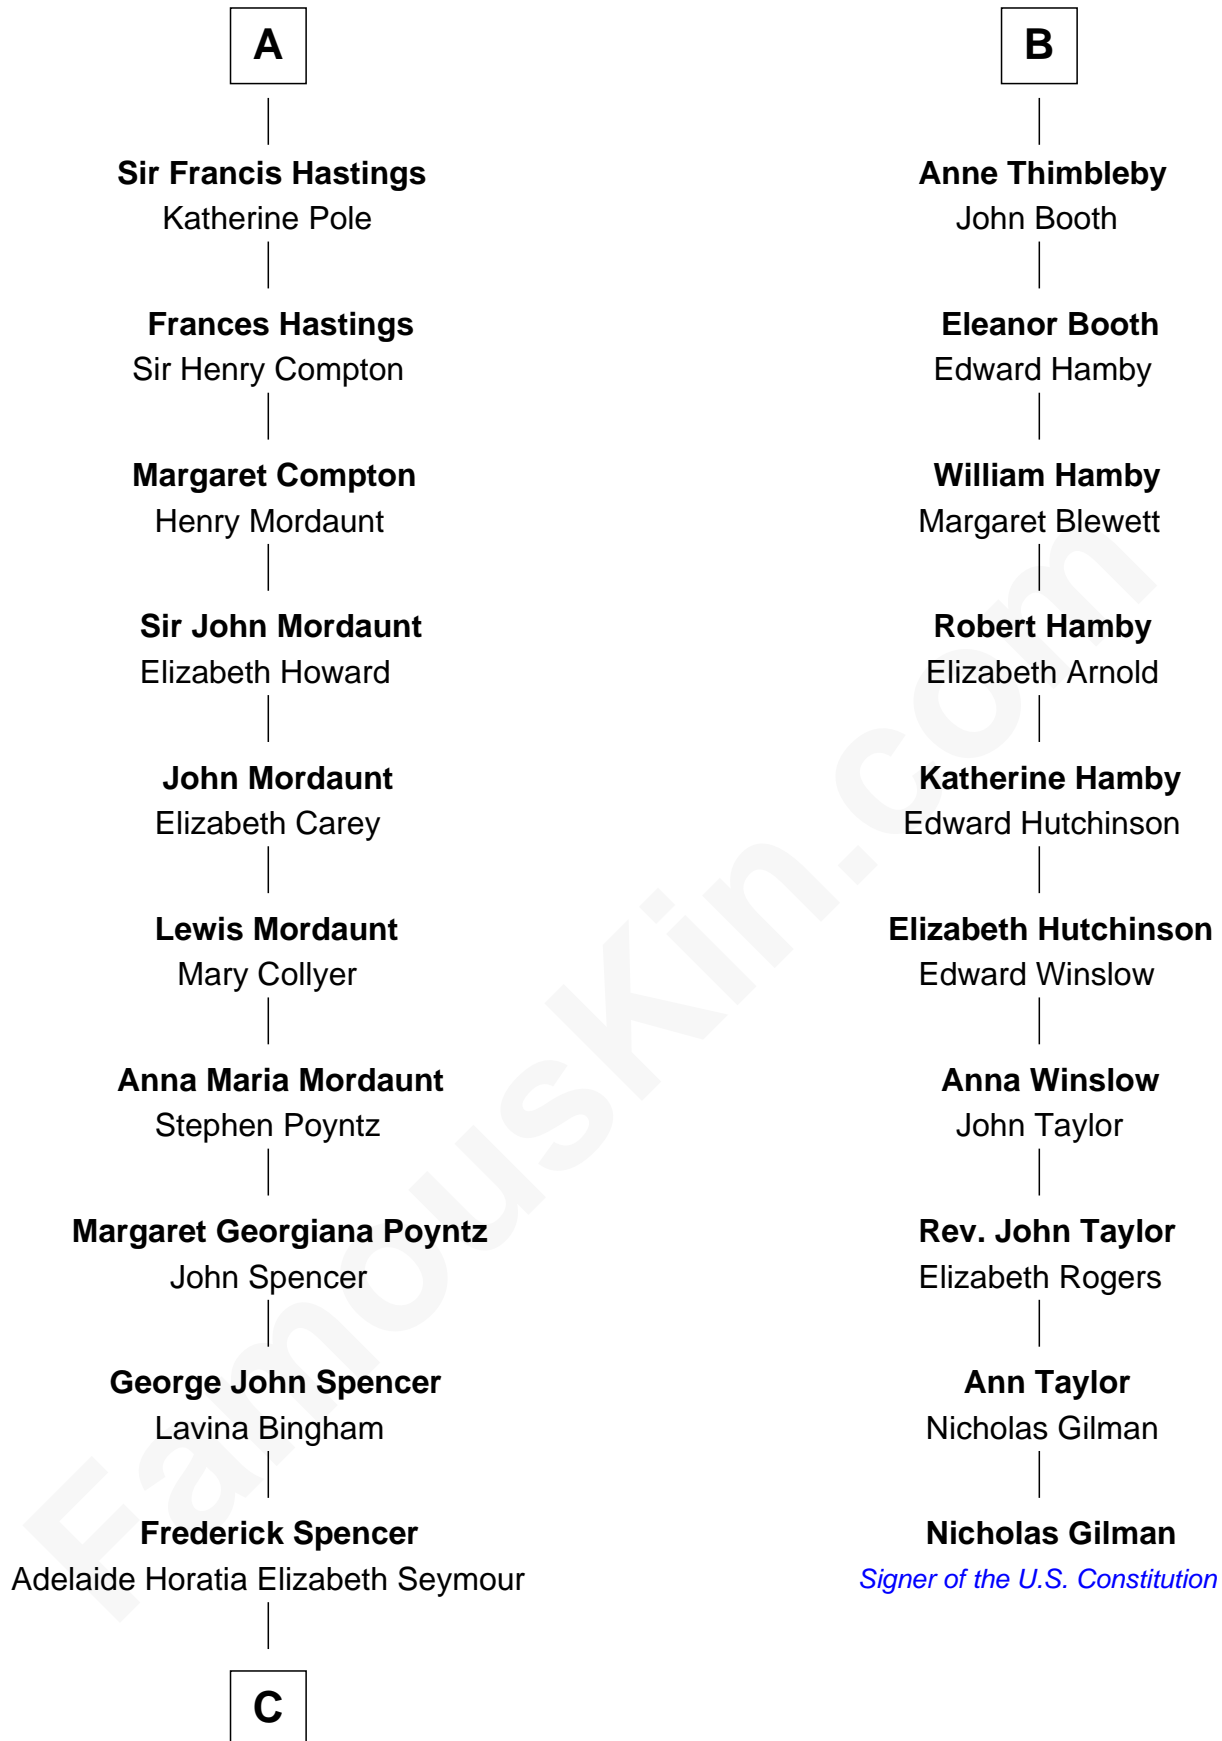 A
Sir Francis Hastings
Katherine Pole
Frances Hastings
Sir Henry Compton
Margaret Compton
Henry Mordaunt
Sir John Mordaunt
Elizabeth Howard
John Mordaunt
Elizabeth Carey
Lewis Mordaunt
Mary Collyer
Anna Maria Mordaunt
Stephen Poyntz
Margaret Georgiana Poyntz
John Spencer
George John Spencer
Lavina Bingham
Frederick Spencer
Adelaide Horatia Elizabeth Seymour
C
B
Anne Thimbleby
John Booth
Eleanor Booth
Edward Hamby
William Hamby
Margaret Blewett
Robert Hamby
Elizabeth Arnold
Katherine Hamby
Edward Hutchinson
Elizabeth Hutchinson
Edward Winslow
Anna Winslow
John Taylor
Rev. John Taylor
Elizabeth Rogers
Ann Taylor
Nicholas Gilman
Nicholas Gilman
Signer of the U.S. Constitution
FamousKin.com